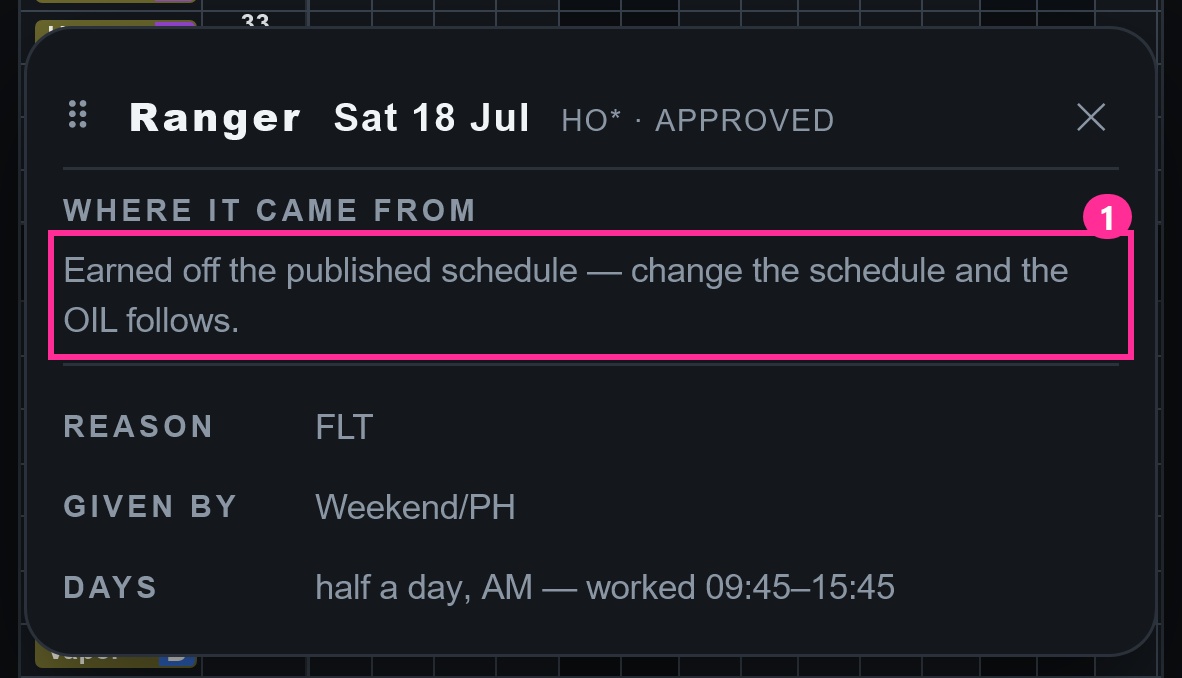 33
Ranger Sat 18 Jul HO* · APPROVED
WHERE IT CAME FROM
1
Earned off the published schedule — change the schedule and the
OIL follows.
REASON FLT
GIVEN BY Weekend/PH
DAYS half a day, AM — worked 09:45–15:45